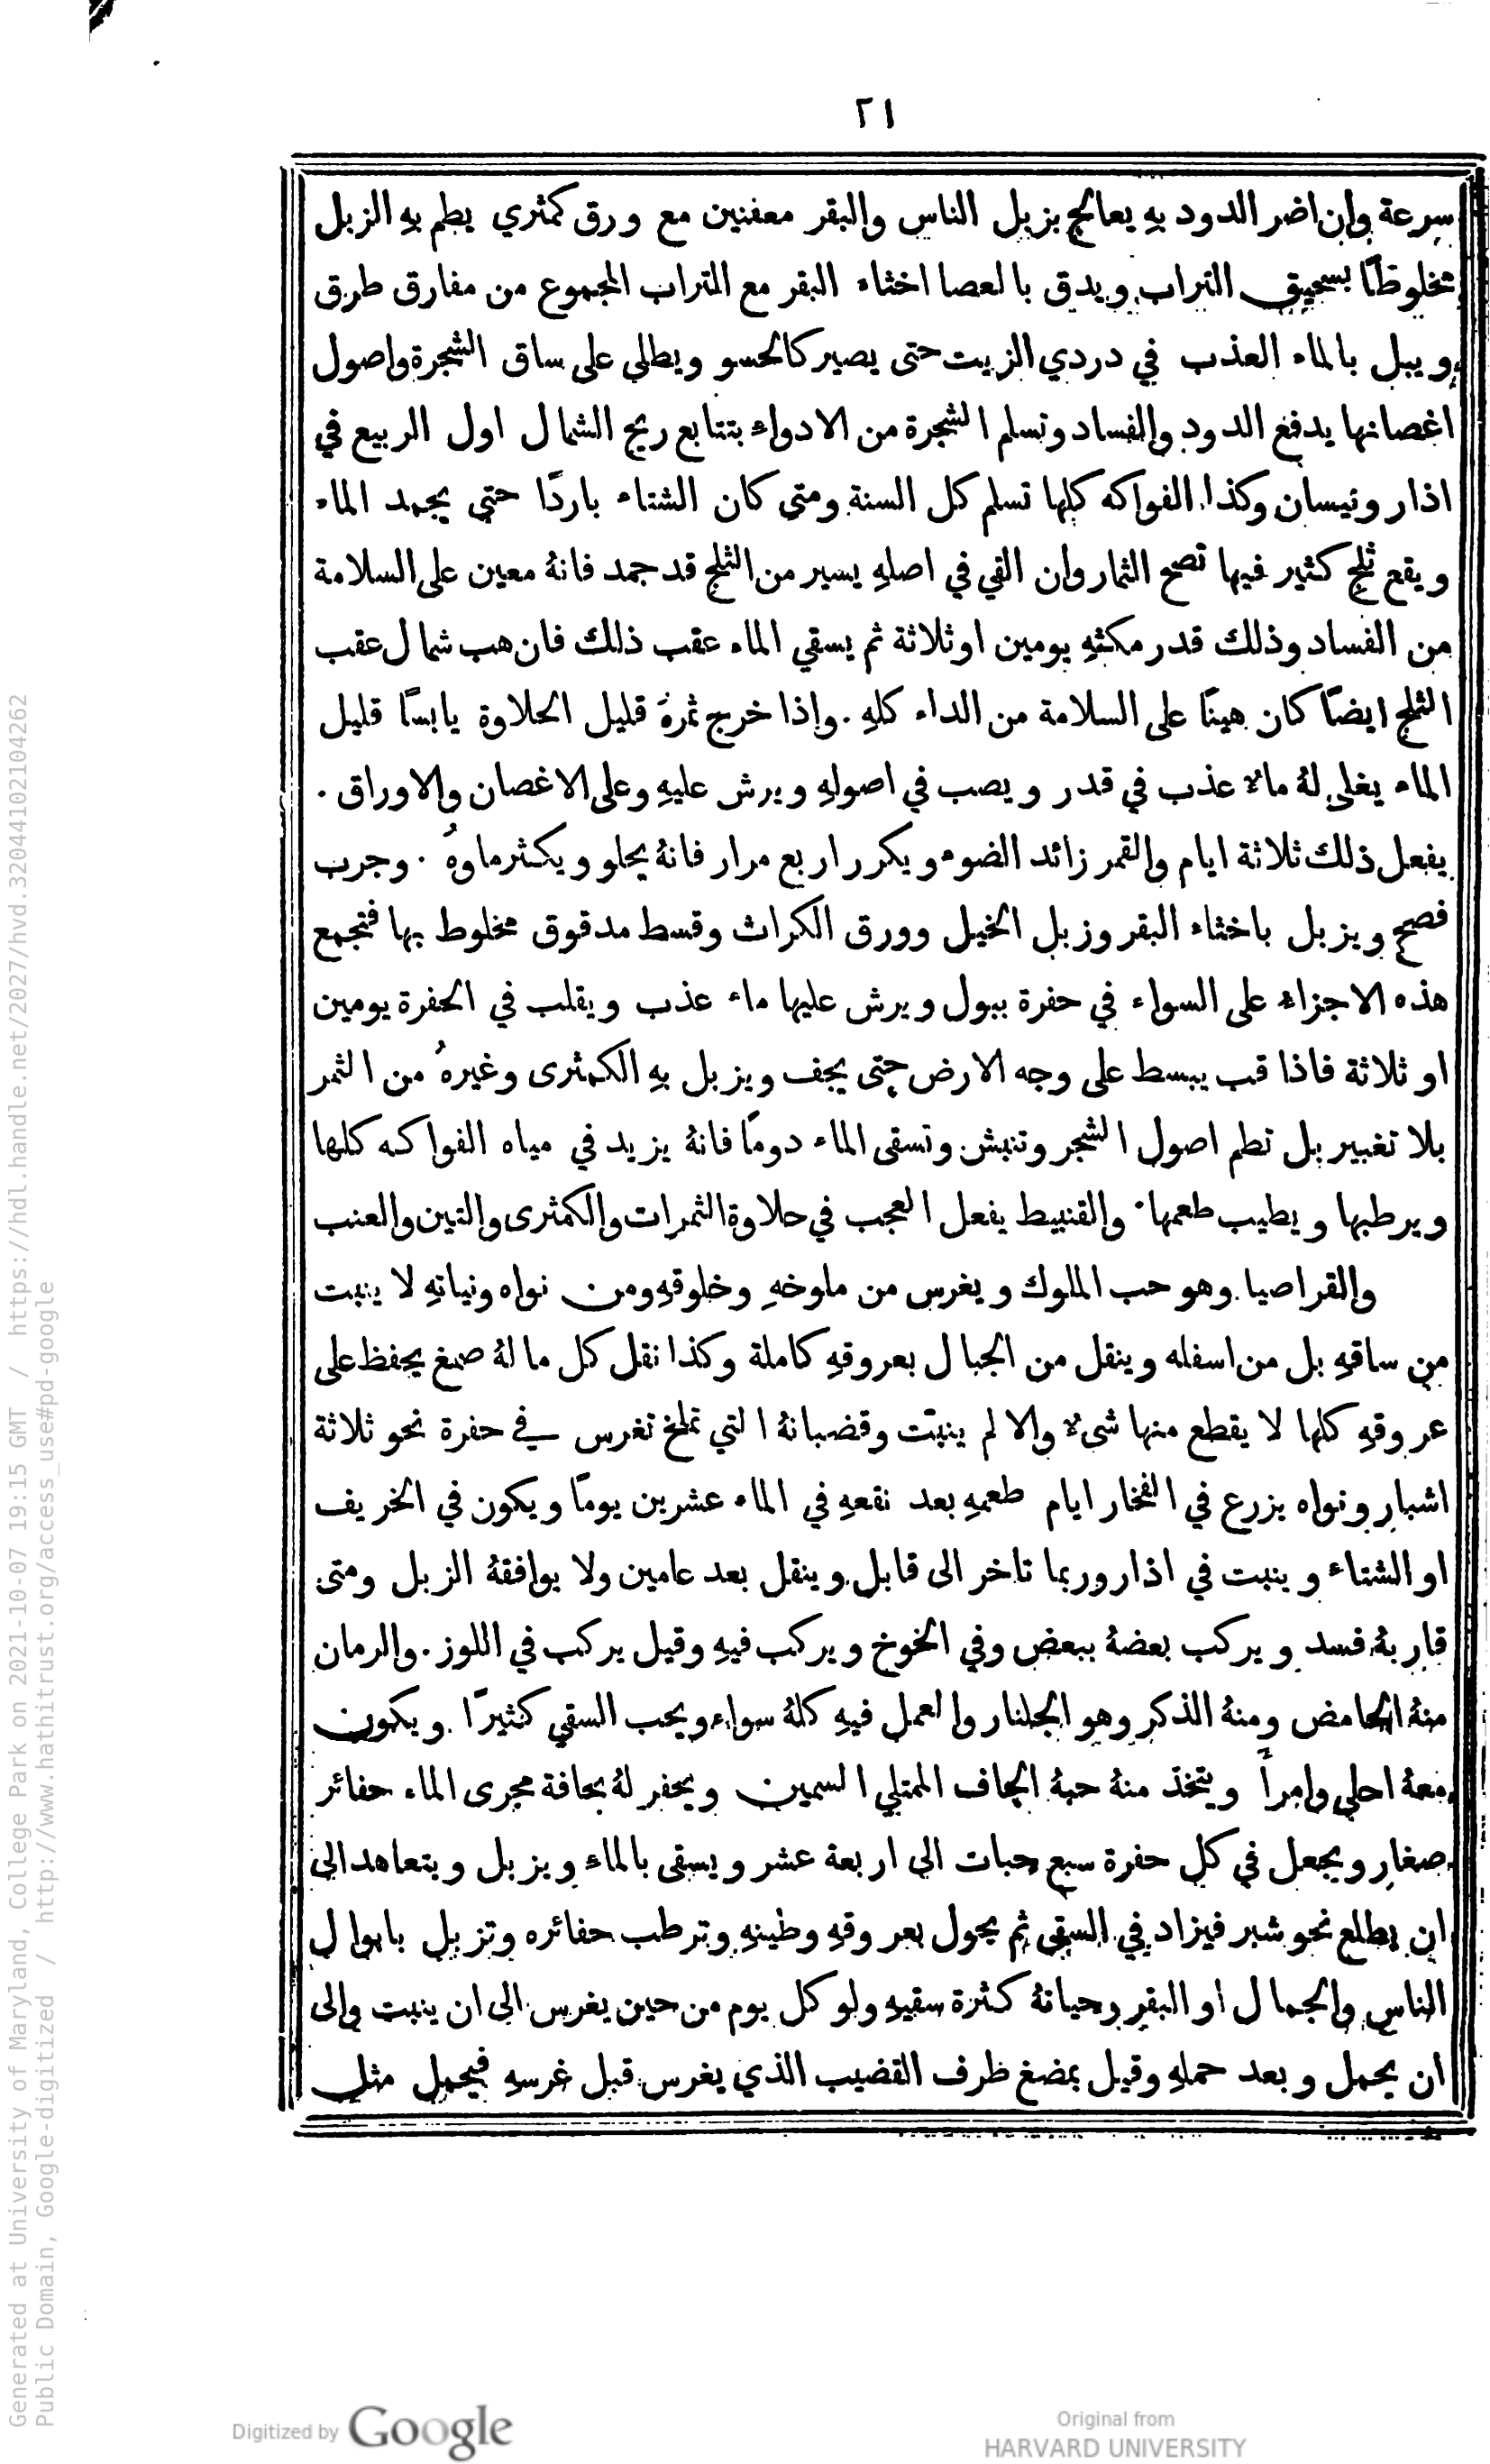 ٢١
سرعة وإن اضر الدود بهِ يعالج بزبل الناس والبقر معفنين مع ورق كمثري يطم بهِ الزبل
مخلوطًا بسحيق التراب ويدق بالعصا اخثاء البقر مع التراب المجموع من مفارق طرق
ويبل بالماء العذب في دردي الزيت حتى يصير كالحسو ويطلي على ساق الشجرة واصول
اغصانها يدفع الدود والفساد وتسلم الشجرة من الادواء بتتابع ريح الشمال اول الربيع في
اذار ونيسان وكذا الفواكه كلها تسلم كل السنة ومتى كان الشتاء باردًا حتى يجمد الماء
ويقع ثلج كثير فيها تصح الثمار وان القي في اصلهِ يسير من الثلج قد جمد فانهُ معين على السلامة
من الفساد وذلك قدر مكثهِ يومين او ثلاثة ثم يسقي الماء عقب ذلك فان هب شمال عقب
الثلج ايضًا كان هينًا على السلامة من الداء كلهِ . وإذا خرج ثمرهُ قليل الحلاوة يابسًا قليل
الماء يغلى لهُ ماءٌ عذب في قدر ويصب في اصولهِ ويرش عليهِ وعلى الاغصان والاوراق .
يفعل ذلك ثلاثة ايام والقمر زائد الضوء ويكرر اربع مرار فانهُ يحلو ويكثر ماوهُ . وجرب
فصح ويزبل باخثاء البقر وزبل الخيل وورق الكراث وقسط مدقوق مخلوط بها فتجمع
هذه الاجزاء على السواء في حفرة ببول ويرش عليها ماء عذب ويقلب في الحفرة يومين
او ثلاثة فاذا قب يبسط على وجه الارض حتى يجف ويزبل بهِ الكمثرى وغيرهُ من الثمر
بلا تغبير بل تطم اصول الشجر وتنبش وتسقى الماء دومًا فانهُ يزيد في مياه الفواكه كلها
ويرطبها ويطيب طعمها . والقنبيط يفعل العجب في حلاوة الثمرات والكمثرى والتين والعنب
والقراصيا وهو حب الملوك ويغرس من ملوخهِ وخلوقهِ ومن نواه ونباتهِ لا ينبت
من ساقهِ بل من اسفله وينقل من الجبال بعروقهِ كاملة وكذا نقل كل ما لهُ صمغ يحفظ على
عروقهِ كلها لا يقطع منها شيءٌ والا لم ينبت وقضبانهُ التي تملخ تغرس في حفرة نحو ثلاثة
اشبار ونواه يزرع في الفخار ايام طعمهِ بعد نقعهِ في الماء عشرين يومًا ويكون في الخريف
او الشتاء وينبت في اذار وربما تاخر الى قابل وينقل بعد عامين ولا يوافقهُ الزبل ومتى
قاربهُ فسد ويركب بعضهُ ببعض وفي الخوخ ويركب فيهِ وقيل يركب في اللوز . والرمان
منهُ الحامض ومنهُ الذكر وهو الجلنار والعمل فيهِ كلهُ سواء ويحب السقي كثيرًا ويكون
معهُ احلى وامرأ ويتخذ منهُ حبهُ الجاف الممتلي السمين ويحفر لهُ بحافة مجرى الماء حفائر
صغار ويجعل في كل حفرة سبع حبات الى اربعة عشر ويسقى بالماء ويزبل ويتعاهد الى
ان يطلع نحو شبر فيزاد في السقى ثم يحول بعروقهِ وطينهِ وترطب حفائره وتزبل بابوال
الناس والجمال او البقر وحياتهُ كثرة سقيهِ ولو كل يوم من حين يغرس الى ان ينبت وإلى
ان يحمل وبعد حملهِ وقيل يمضغ طرف القضيب الذي يغرس قبل غرسهِ فيحمل مثل
Generated at University of Maryland, College Park on 2021-10-07 19:15 GMT / https://hdl.handle.net/2027/hvd.32044102104262
Public Domain, Google-digitized / http://www.hathitrust.org/access_use#pd-google
Digitized by Google
Original from
HARVARD UNIVERSITY